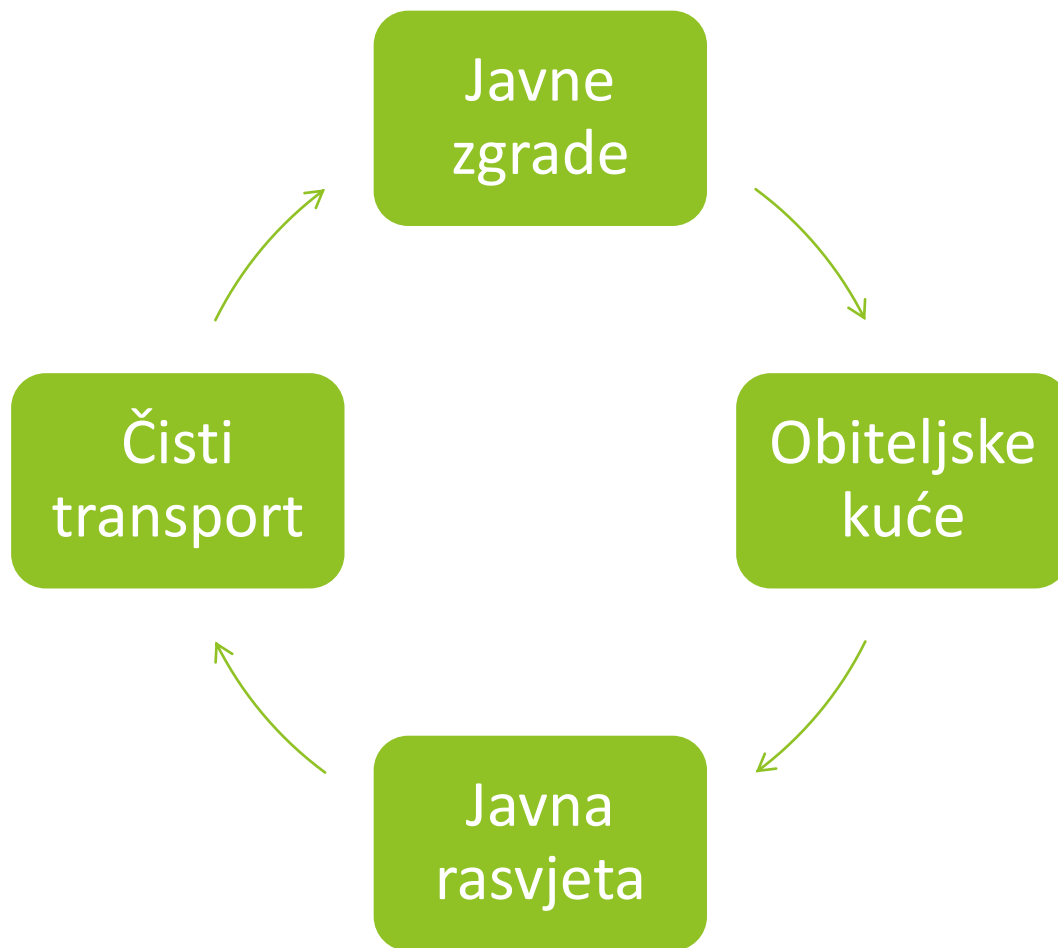 Javne
zgrade
Obiteljske
kuće
Javna
rasvjeta
Čisti
transport